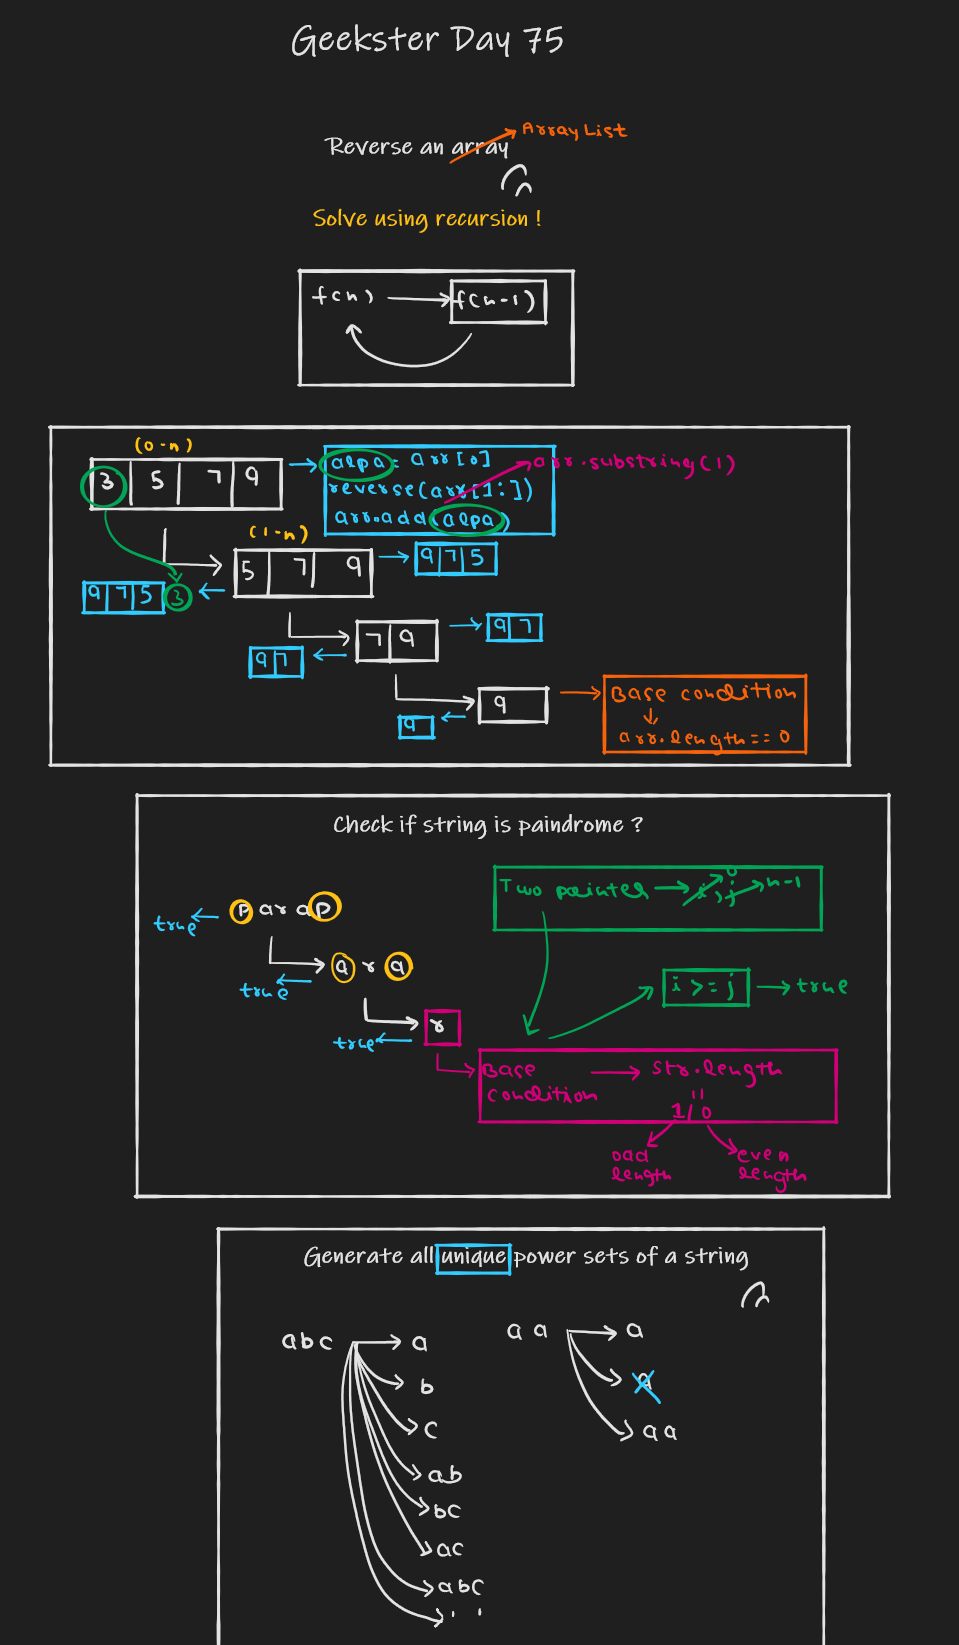 Geekster Day 75
Reverse an array
Array List
Solve using recursion !
f(n)
f(n-1)
(0-n)
3 5 7 9
alpa = arr[0]
arr.substring(1)
reverse(arr[1:])
arr.add(alpa)
(1-n)
5 7 9
9 7 5
9 7 5 3
7 9
9 7
9 7
9
9
Base condition
arr.length == 0
Check if string is paindrome ?
Two pointer
i, j
0
n-1
parap
true
ara
true
i >= j
true
r
true
Base condition
str.length
"
1/0
odd length
even length
Generate all unique power sets of a string
abc
a
b
c
ab
bc
ac
abc
' '
aa
a
a
aa